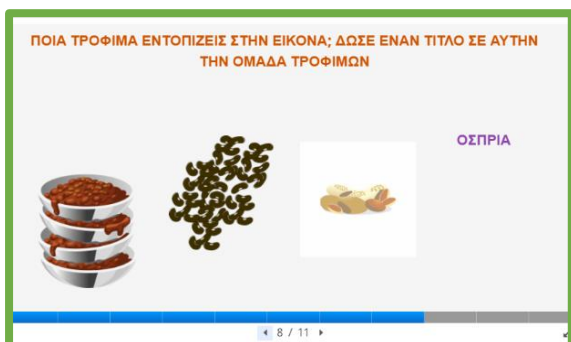 ΠΟΙΑ ΤΡΟΦΙΜΑ ΕΝΤΟΠΙΖΕΙΣ ΣΤΗΝ ΕΙΚΟΝΑ; ΔΩΣΕ ΕΝΑΝ ΤΙΤΛΟ ΣΕ ΑΥΤΗΝ
ΤΗΝ ΟΜΑΔΑ ΤΡΟΦΙΜΩΝ
ΟΣΠΡΙΑ
8 / 11